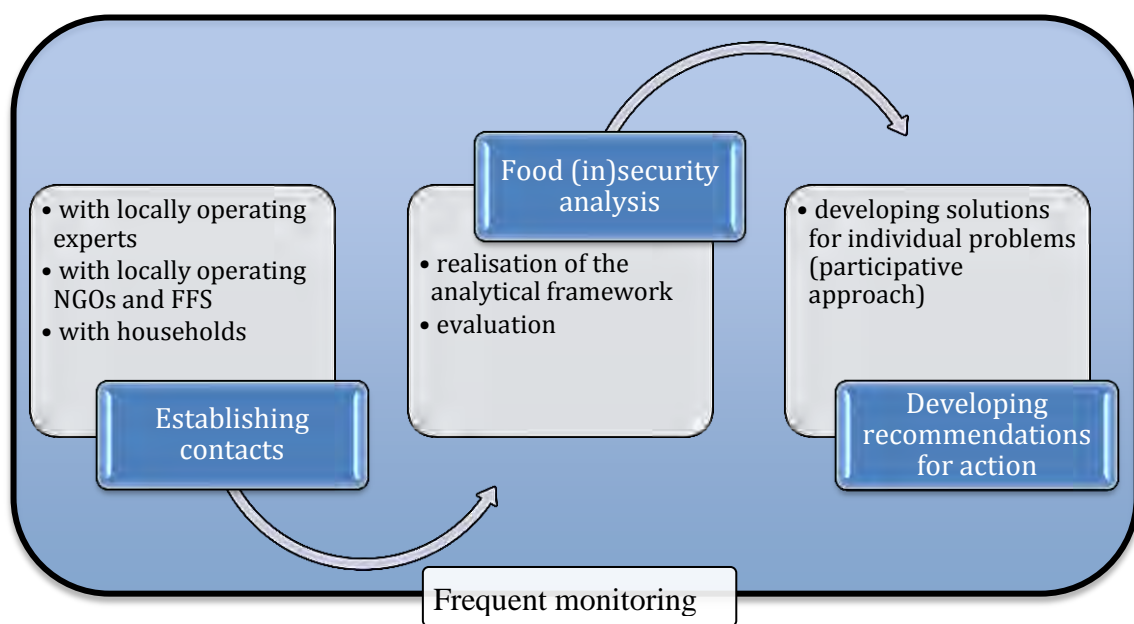 • with locally operating
experts
• with locally operating
NGOs and FFS
• with households
Establishing
contacts
Food (in)security
analysis
• realisation of the
analytical framework
• evaluation
• developing solutions
for individual problems
(participative
approach)
Developing
recommendations
for action
Frequent monitoring